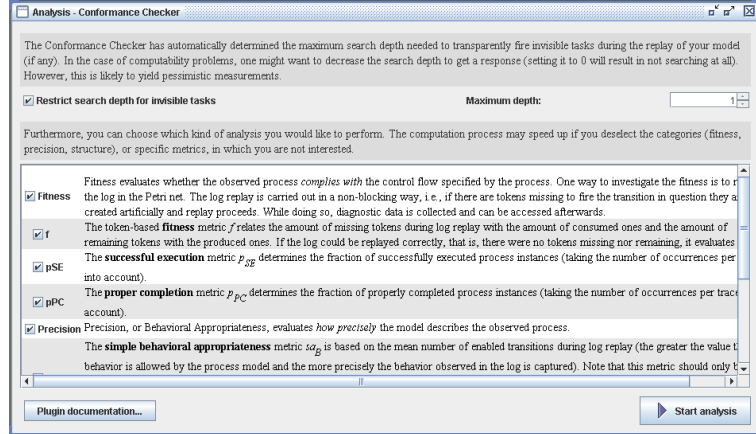 Analysis - Conformance Checker
The Conformance Checker has automatically determined the maximum search depth needed to transparently fire invisible tasks during the replay of your model
(if any). In the case of computability problems, one might want to decrease the search depth to get a response (setting it to 0 will result in not searching at all).
However, this is likely to yield pessimistic measurements.
Restrict search depth for invisible tasks
Maximum depth:
1
Furthermore, you can choose which kind of analysis you would like to perform. The computation process may speed up if you deselect the categories (fitness,
precision, structure), or specific metrics, in which you are not interested.
Fitness
Fitness evaluates whether the observed process complies with the control flow specified by the process. One way to investigate the fitness is to r
the log in the Petri net. The log replay is carried out in a non-blocking way, i.e., if there are tokens missing to fire the transition in question they a
created artificially and replay proceeds. While doing so, diagnostic data is collected and can be accessed afterwards.
f
The token-based fitness metric f relates the amount of missing tokens during log replay with the amount of consumed ones and the amount of
remaining tokens with the produced ones. If the log could be replayed correctly, that is, there were no tokens missing nor remaining, it evaluates
pSE
The successful execution metric pSE determines the fraction of successfully executed process instances (taking the number of occurrences per
into account).
pPC
The proper completion metric pPC determines the fraction of properly completed process instances (taking the number of occurrences per trace
account).
Precision
Precision, or Behavioral Appropriateness, evaluates how precisely the model describes the observed process.
The simple behavioral appropriateness metric saB is based on the mean number of enabled transitions during log replay (the greater the value t
behavior is allowed by the process model and the more precisely the behavior observed in the log is captured). Note that this metric should only b
Plugin documentation...
Start analysis